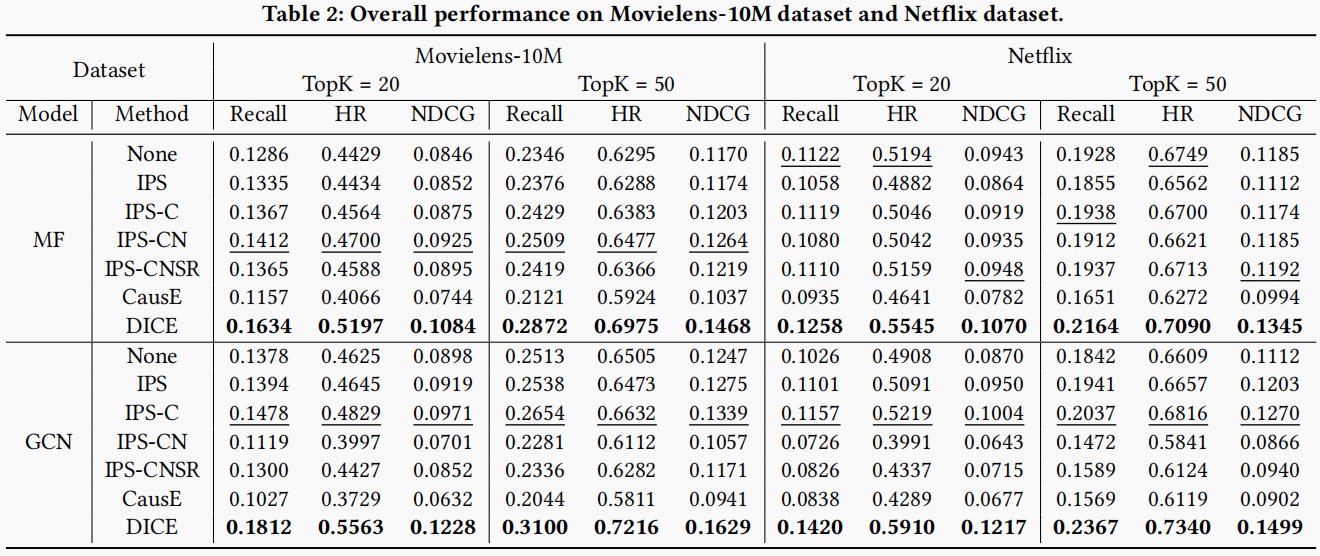 Table 2: Overall performance on Movielens-10M dataset and Netflix dataset.
Dataset Movielens-10M Netflix
TopK = 20 TopK = 50 TopK = 20 TopK = 50
Model Method Recall HR NDCG Recall HR NDCG Recall HR NDCG Recall HR NDCG
None 0.1286 0.4429 0.0846 0.2346 0.6295 0.1170 0.1122 0.5194 0.0943 0.1928 0.6749 0.1185
IPS 0.1335 0.4434 0.0852 0.2376 0.6288 0.1174 0.1058 0.4882 0.0864 0.1855 0.6562 0.1112
IPS-C 0.1367 0.4564 0.0875 0.2429 0.6383 0.1203 0.1119 0.5046 0.0919 0.1938 0.6700 0.1174
MF IPS-CN 0.1412 0.4700 0.0925 0.2509 0.6477 0.1264 0.1080 0.5042 0.0935 0.1912 0.6621 0.1185
IPS-CNSR 0.1365 0.4588 0.0895 0.2419 0.6366 0.1219 0.1110 0.5159 0.0948 0.1937 0.6713 0.1192
CausE 0.1157 0.4066 0.0744 0.2121 0.5924 0.1037 0.0935 0.4641 0.0782 0.1651 0.6272 0.0994
DICE 0.1634 0.5197 0.1084 0.2872 0.6975 0.1468 0.1258 0.5545 0.1070 0.2164 0.7090 0.1345
None 0.1378 0.4625 0.0898 0.2513 0.6505 0.1247 0.1026 0.4908 0.0870 0.1842 0.6609 0.1112
IPS 0.1394 0.4645 0.0919 0.2538 0.6473 0.1275 0.1101 0.5091 0.0950 0.1941 0.6657 0.1203
IPS-C 0.1478 0.4829 0.0971 0.2654 0.6632 0.1339 0.1157 0.5219 0.1004 0.2037 0.6816 0.1270
GCN IPS-CN 0.1119 0.3997 0.0701 0.2281 0.6112 0.1057 0.0726 0.3991 0.0643 0.1472 0.5841 0.0866
IPS-CNSR 0.1300 0.4427 0.0852 0.2336 0.6282 0.1171 0.0826 0.4337 0.0715 0.1589 0.6124 0.0940
CausE 0.1027 0.3729 0.0632 0.2044 0.5811 0.0941 0.0838 0.4289 0.0677 0.1569 0.6119 0.0902
DICE 0.1812 0.5563 0.1228 0.3100 0.7216 0.1629 0.1420 0.5910 0.1217 0.2367 0.7340 0.1499